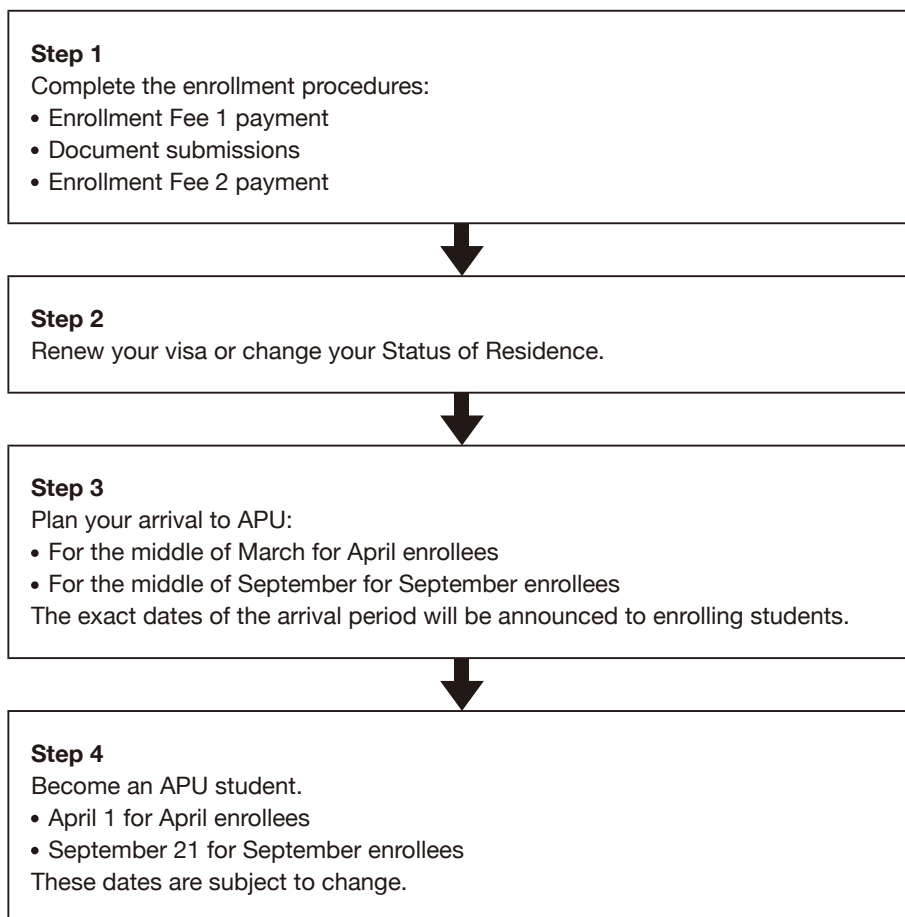 Step 1
Complete the enrollment procedures:
• Enrollment Fee 1 payment
• Document submissions
• Enrollment Fee 2 payment
Step 2
Renew your visa or change your Status of Residence.
Step 3
Plan your arrival to APU:
• For the middle of March for April enrollees
• For the middle of September for September enrollees
The exact dates of the arrival period will be announced to enrolling students.
Step 4
Become an APU student.
• April 1 for April enrollees
• September 21 for September enrollees
These dates are subject to change.